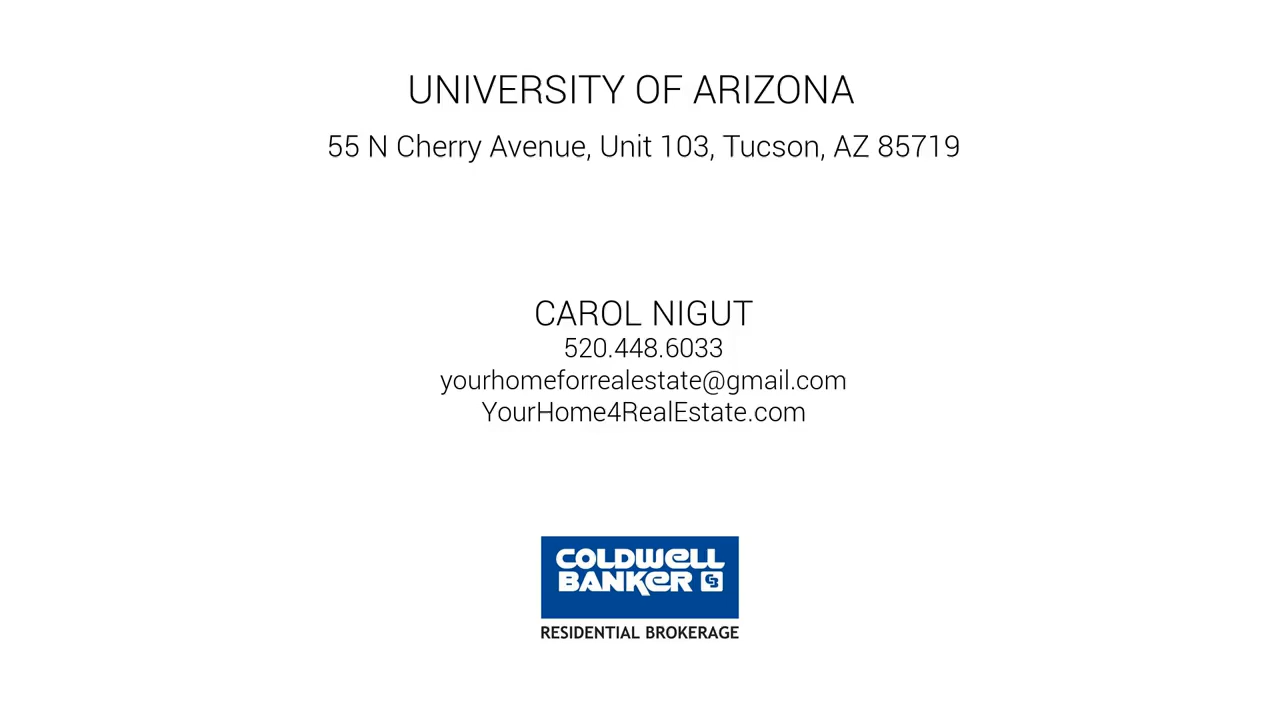 UNIVERSITY OF ARIZONA
55 N Cherry Avenue, Unit 103, Tucson, AZ 85719
CAROL NIGUT
520.448.6033
yourhomeforrealestate@gmail.com
YourHome4RealEstate.com
COLDWELL
BANKER CB
RESIDENTIAL BROKERAGE